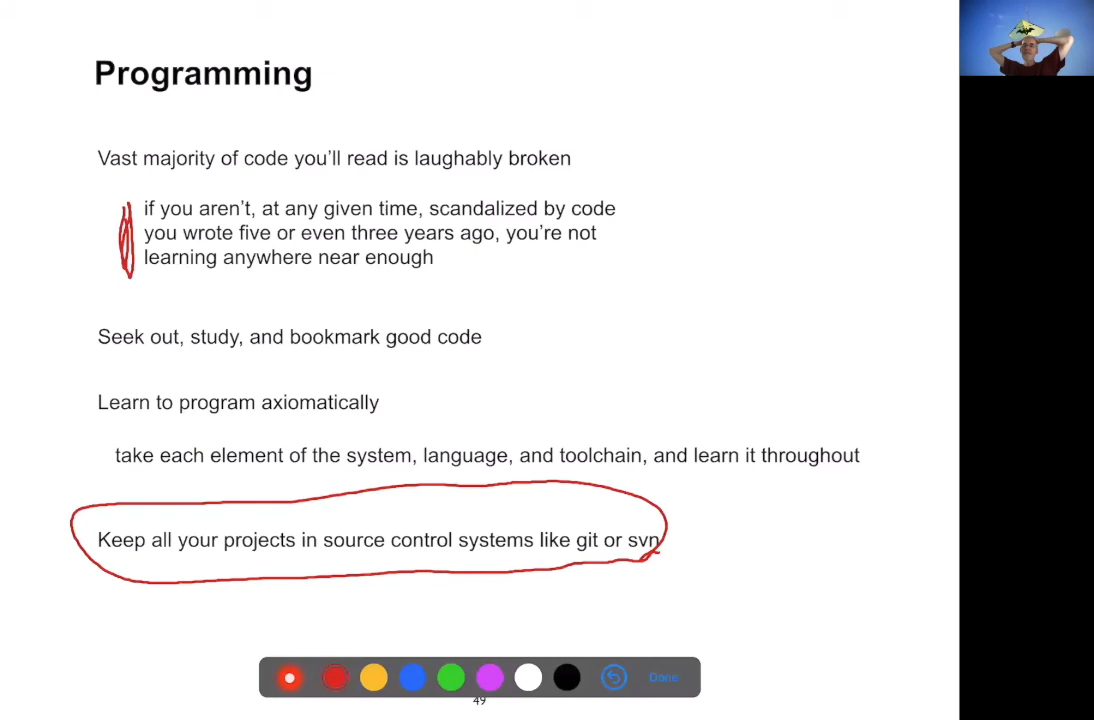 Programming
Vast majority of code you'll read is laughably broken
if you aren't, at any given time, scandalized by code
you wrote five or even three years ago, you're not
learning anywhere near enough
Seek out, study, and bookmark good code
Learn to program axiomatically
take each element of the system, language, and toolchain, and learn it throughout
Keep all your projects in source control systems like git or svn
Done
49